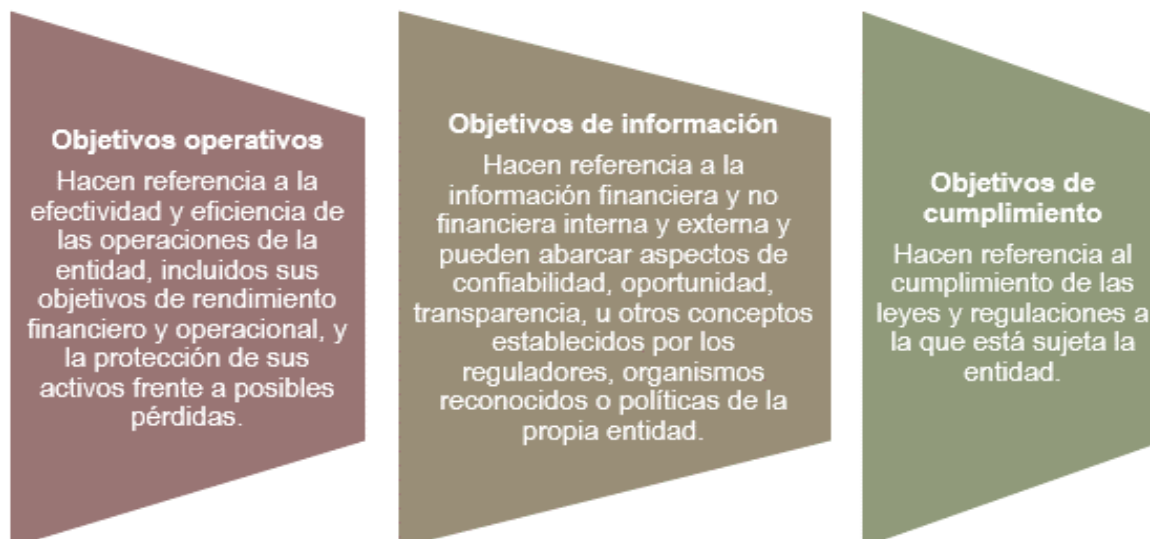 Objetivos operativos
Hacen referencia a la
efectividad y eficiencia de
las operaciones de la
entidad, incluidos sus
objetivos de rendimiento
financiero y operacional, y
la protección de sus
activos frente a posibles
pérdidas.
Objetivos de información
Hacen referencia a la
información financiera y no
financiera interna y externa y
pueden abarcar aspectos de
confiabilidad, oportunidad,
transparencia, u otros conceptos
establecidos por los
reguladores, organismos
reconocidos o políticas de la
propia entidad.
Objetivos de
cumplimiento
Hacen referencia al
cumplimiento de las
leyes y regulaciones a
la que está sujeta la
entidad.